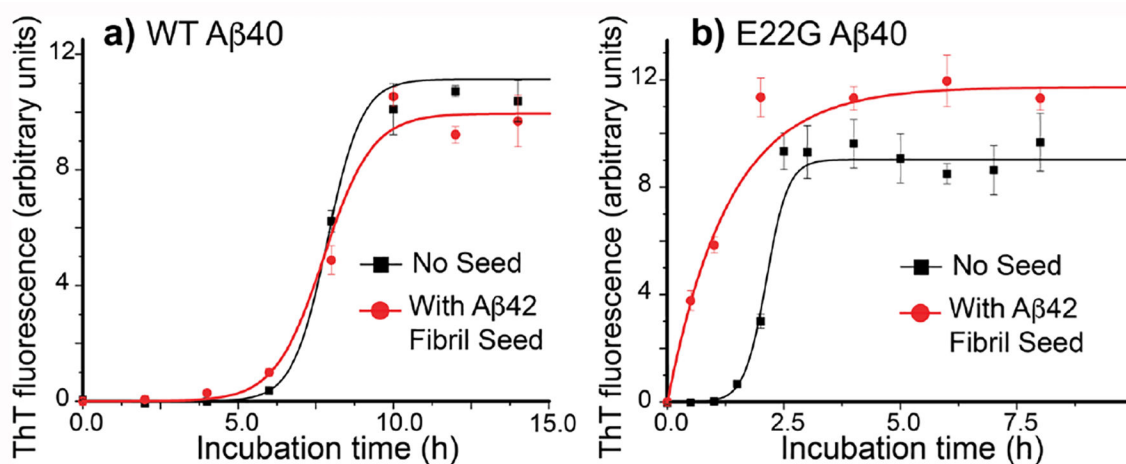 a) WT Aβ40
ThT fluorescence (arbitrary units)
12
8
4
0
No Seed
With Aβ42
Fibril Seed
0.0 5.0 10.0 15.0
Incubation time (h)
b) E22G Aβ40
ThT fluorescence (arbitrary units)
12
8
4
0
No Seed
With Aβ42
Fibril Seed
0.0 2.5 5.0 7.5
Incubation time (h)